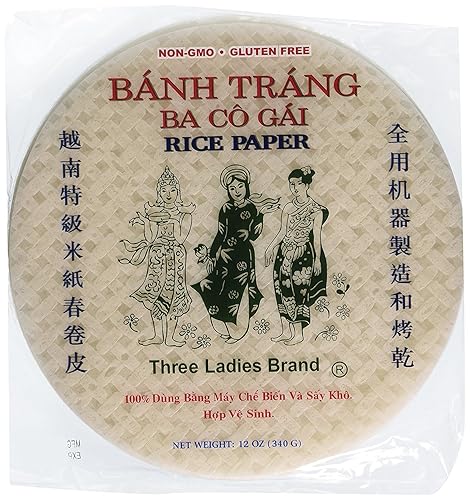 NON-GMO • GLUTEN FREE
BÁNH TRÁNG
BA CÔ GÁI
RICE PAPER
越南特級米紙春卷皮
全用机器製造和烤乾
Three Ladies Brand ®
100% Dùng Bằng Máy Chế Biến Và Sấy Khô.
Hợp Vệ Sinh.
NET WEIGHT: 12 OZ (340 G)
MFG
EXP